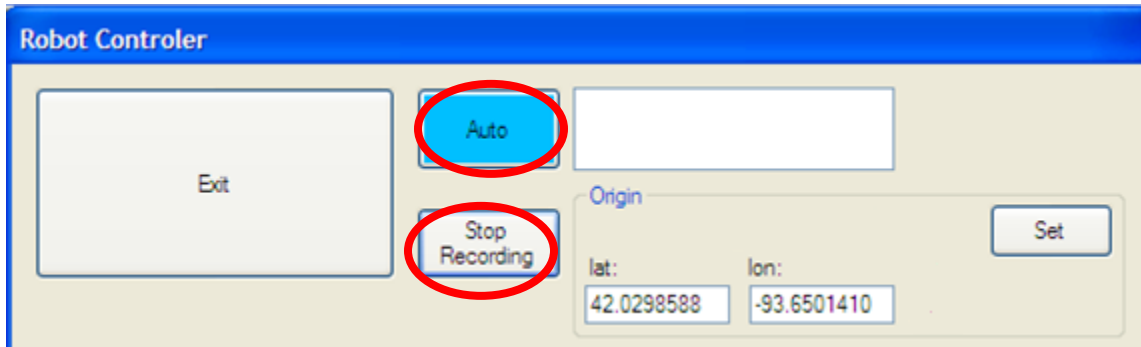 Robot Controler
Exit
Auto
Stop
Recording
Origin
Set
lat:
lon:
42.0298588
-93.6501410